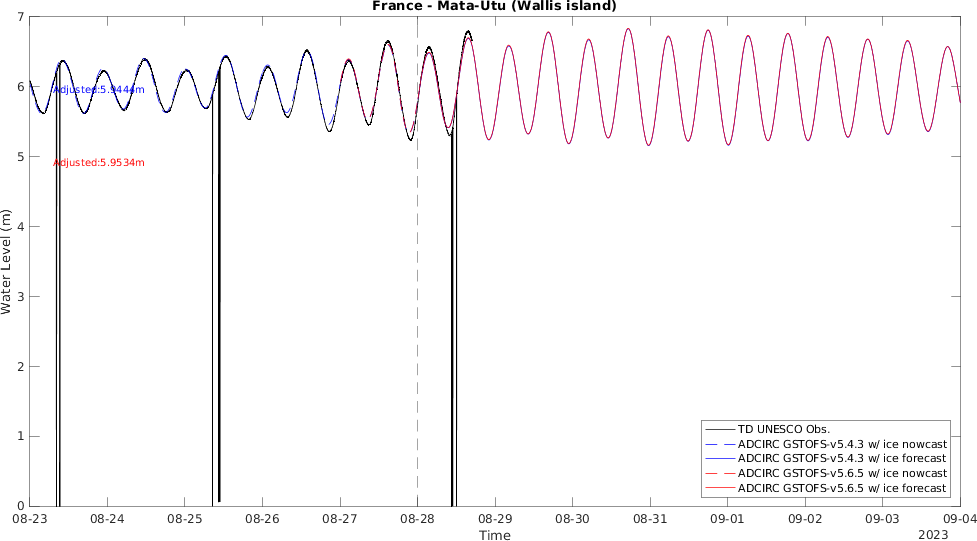 France - Mata-Utu (Wallis island)
7
6
5
4
3
2
1
0
Water Level (m)
Adjusted:5.9444m
Adjusted:5.9534m
TD UNESCO Obs.
ADCIRC GSTOFS-v5.4.3 w/ ice nowcast
ADCIRC GSTOFS-v5.4.3 w/ ice forecast
ADCIRC GSTOFS-v5.6.5 w/ ice nowcast
ADCIRC GSTOFS-v5.6.5 w/ ice forecast
08-23 08-24 08-25 08-26 08-27 08-28 08-29 08-30 08-31 09-01 09-02 09-03 09-04
Time
2023